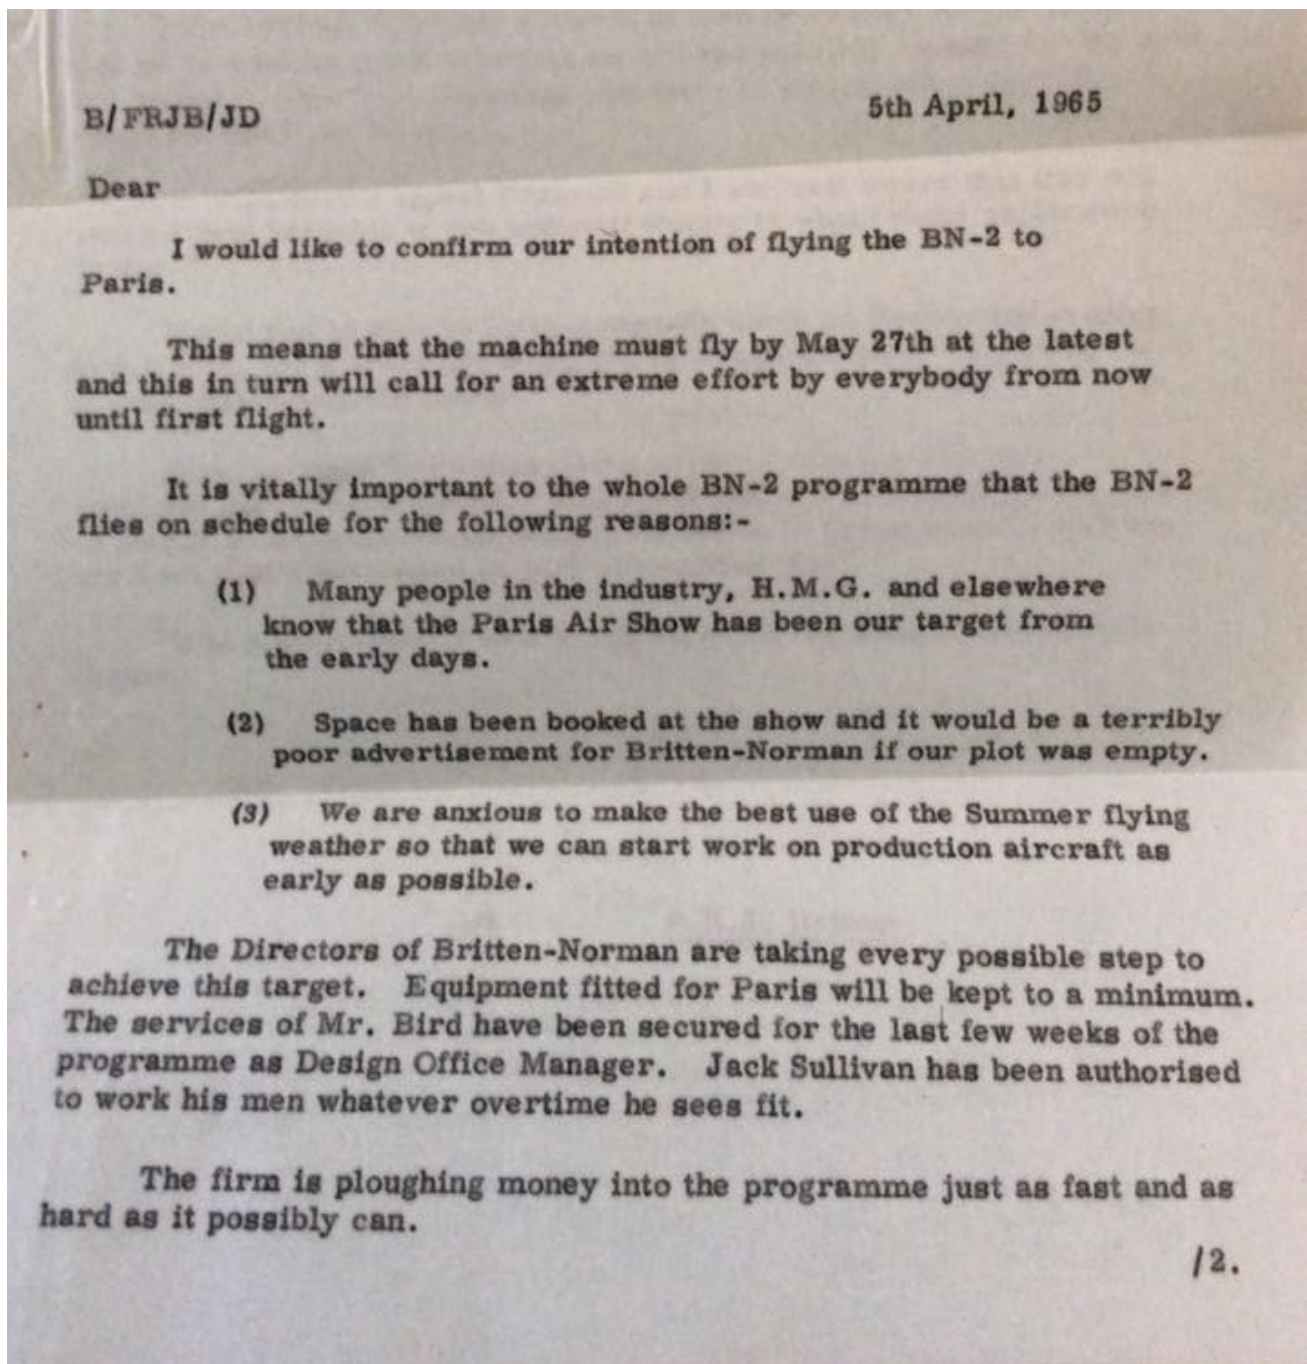 B/FRJB/JD 5th April, 1965
Dear
I would like to confirm our intention of flying the BN-2 to
Paris.
This means that the machine must fly by May 27th at the latest
and this in turn will call for an extreme effort by everybody from now
until first flight.
It is vitally important to the whole BN-2 programme that the BN-2
flies on schedule for the following reasons:-
(1) Many people in the industry, H.M.G. and elsewhere
know that the Paris Air Show has been our target from
the early days.
(2) Space has been booked at the show and it would be a terribly
poor advertisement for Britten-Norman if our plot was empty.
(3) We are anxious to make the best use of the Summer flying
weather so that we can start work on production aircraft as
early as possible.
The Directors of Britten-Norman are taking every possible step to
achieve this target. Equipment fitted for Paris will be kept to a minimum.
The services of Mr. Bird have been secured for the last few weeks of the
programme as Design Office Manager. Jack Sullivan has been authorised
to work his men whatever overtime he sees fit.
The firm is ploughing money into the programme just as fast and as
hard as it possibly can.
/2.